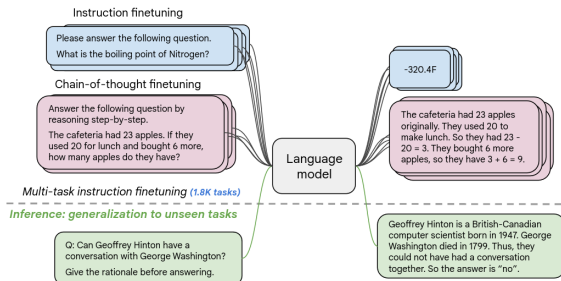 Instruction finetuning
Please answer the following question.
What is the boiling point of Nitrogen?
-320.4F
Chain-of-thought finetuning
Answer the following question by
reasoning step-by-step.
The cafeteria had 23 apples. If they
used 20 for lunch and bought 6 more,
how many apples do they have?
The cafeteria had 23 apples
originally. They used 20 to
make lunch. So they had 23 -
20 = 3. They bought 6 more
apples, so they have 3 + 6 = 9.
Language
model
Multi-task instruction finetuning (1.8K tasks)
Inference: generalization to unseen tasks
Q: Can Geoffrey Hinton have a
conversation with George Washington?
Give the rationale before answering.
Geoffrey Hinton is a British-Canadian
computer scientist born in 1947. George
Washington died in 1799. Thus, they
could not have had a conversation
together. So the answer is “no”.